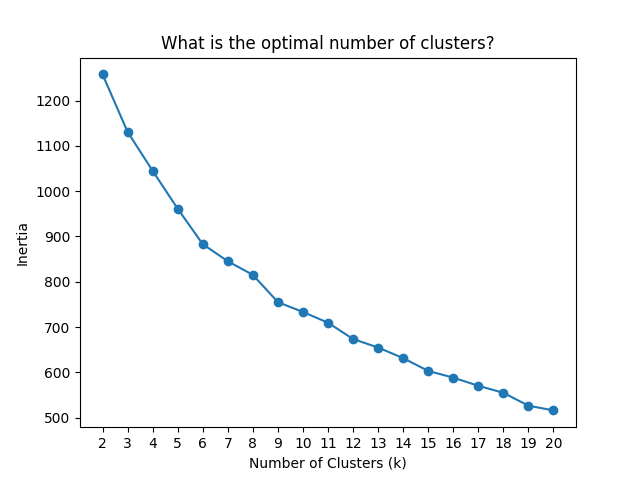 What is the optimal number of clusters?
1200
1100
1000
900
800
700
600
500
Inertia
2 3 4 5 6 7 8 9 10 11 12 13 14 15 16 17 18 19 20
Number of Clusters (k)